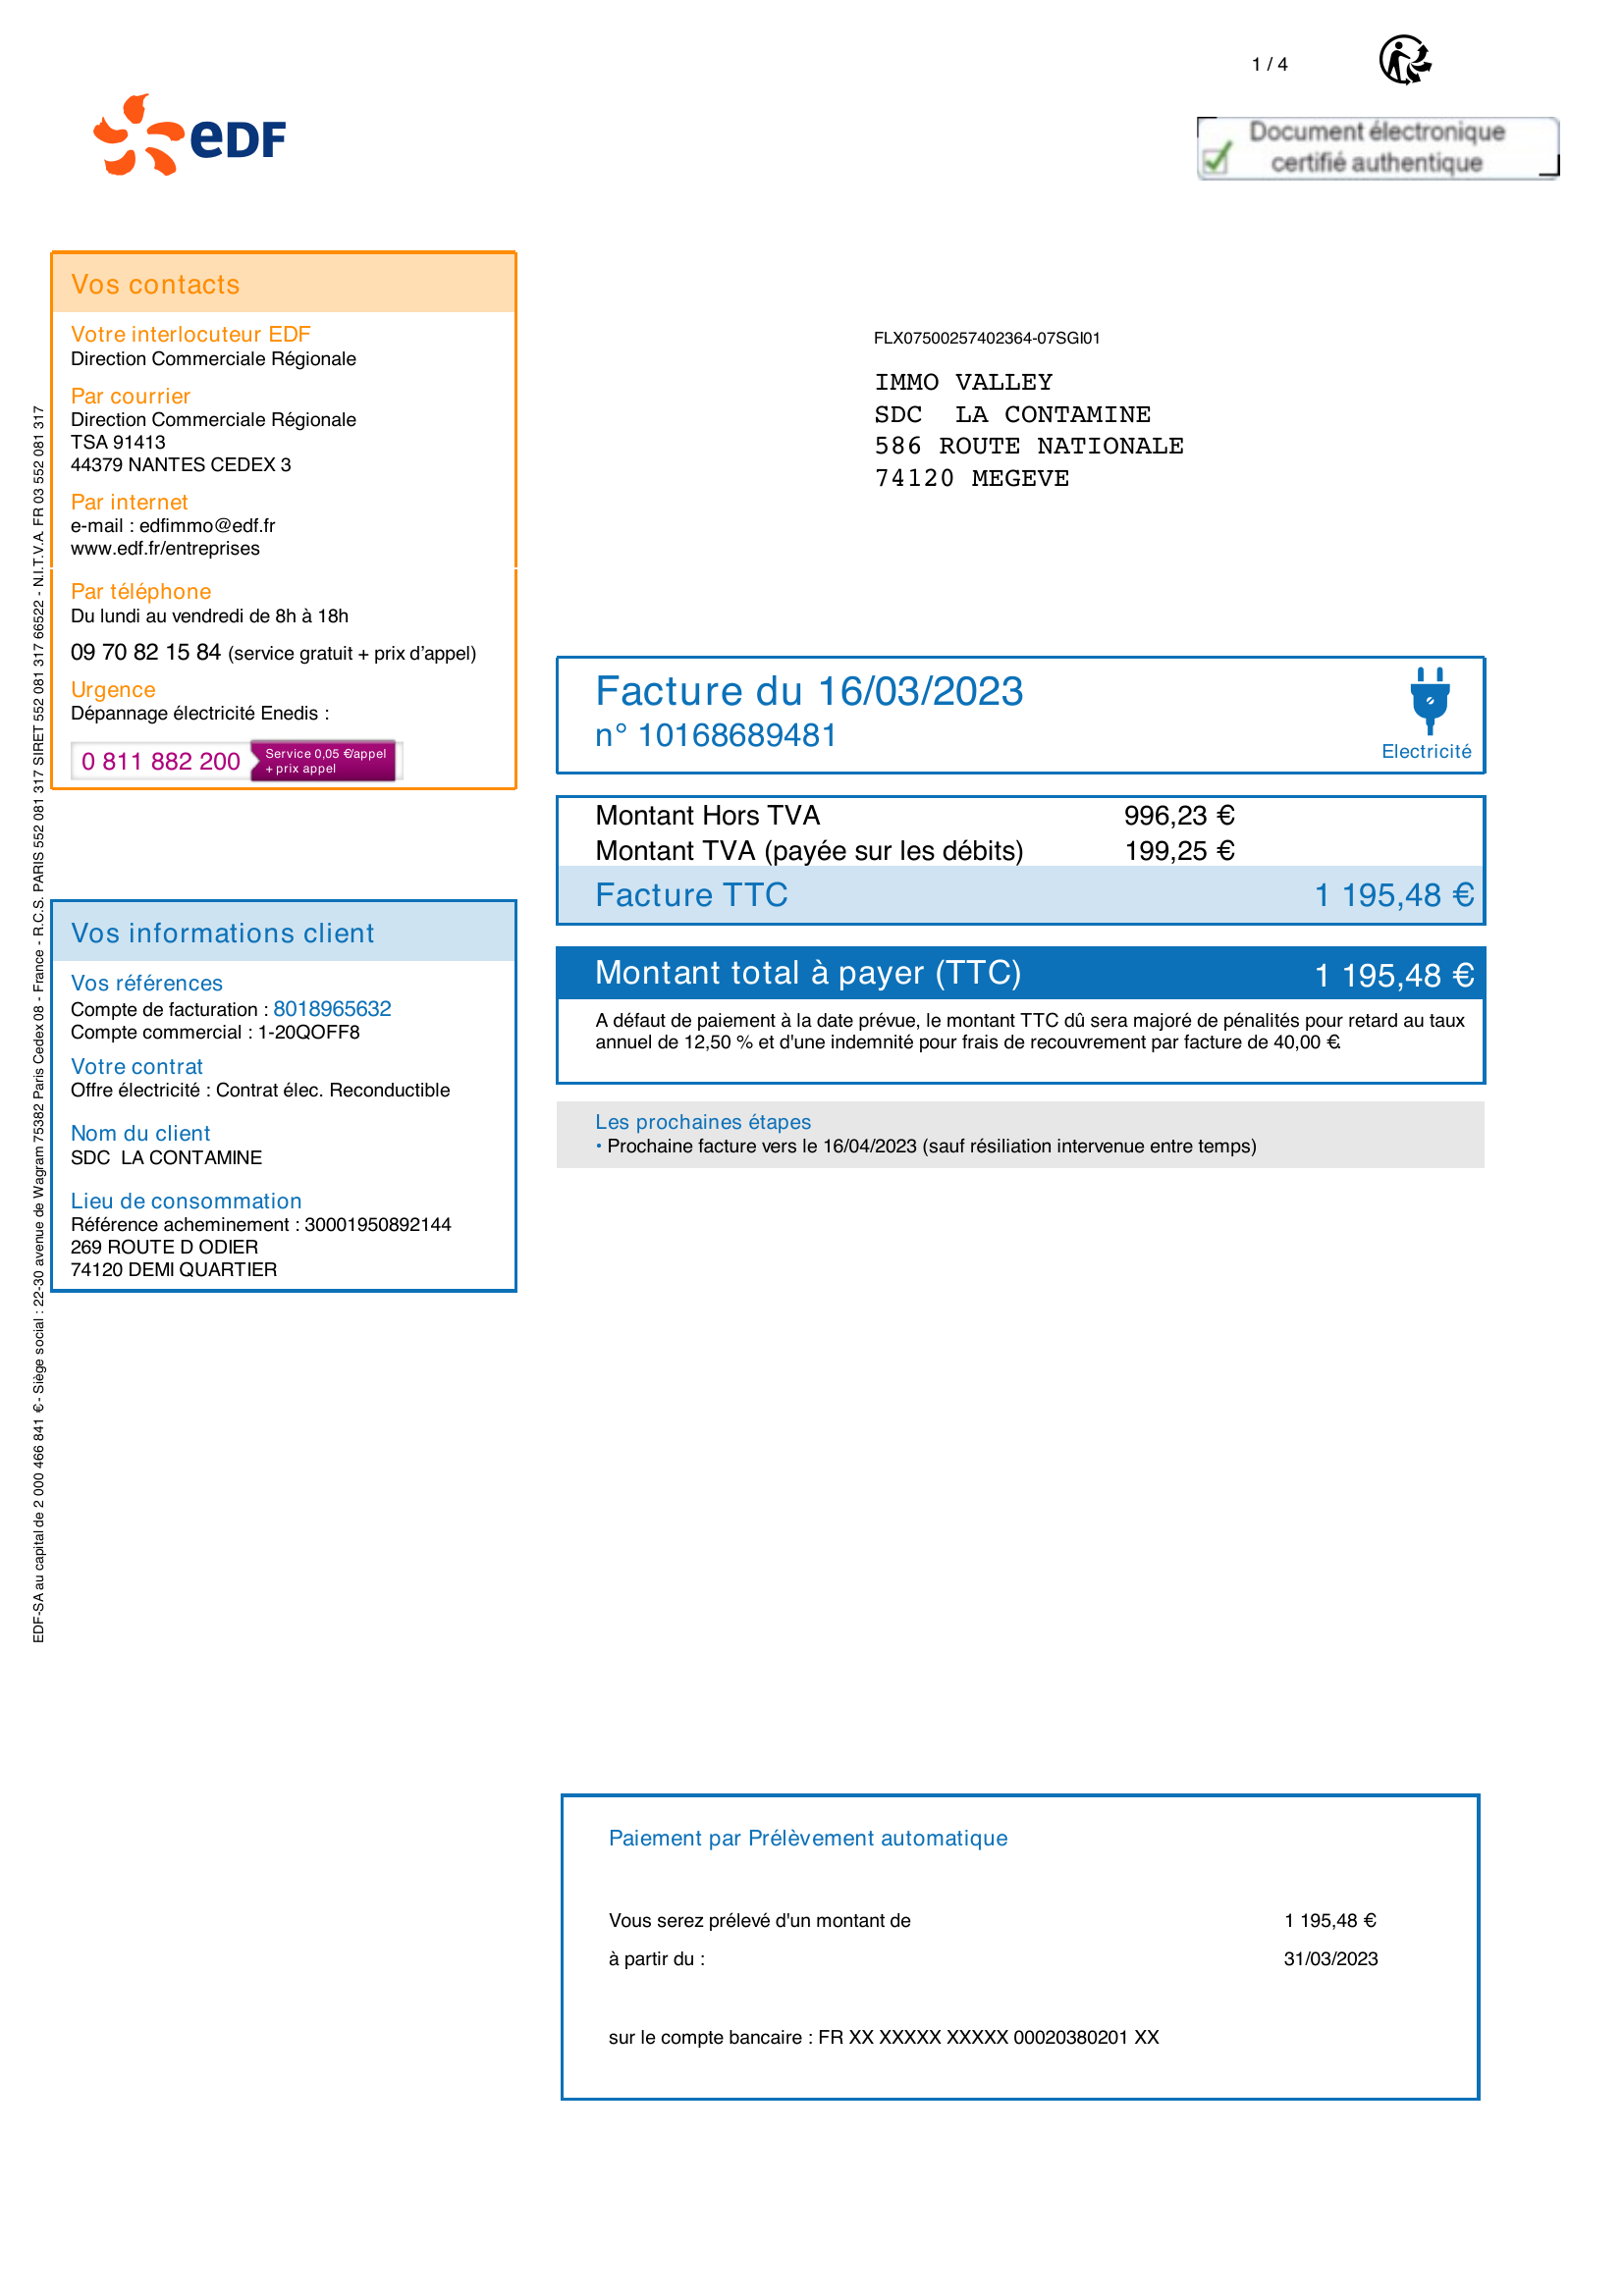 1 / 4
eDF
Document électronique
certifié authentique
Vos contacts
Votre interlocuteur EDF
Direction Commerciale Régionale
Par courrier
Direction Commerciale Régionale
TSA 91413
44379 NANTES CEDEX 3
Par internet
e-mail : edfimmo@edf.fr
www.edf.fr/entreprises
Par téléphone
Du lundi au vendredi de 8h à 18h
09 70 82 15 84 (service gratuit + prix d'appel)
Urgence
Dépannage électricité Enedis :
0 811 882 200
Service 0,05 €/appel
+ prix appel
FLX07500257402364-07SGI01
IMMO VALLEY
SDC LA CONTAMINE
586 ROUTE NATIONALE
74120 MEGEVE
Facture du 16/03/2023
n° 10168689481
Electricité
Montant Hors TVA 996,23 €
Montant TVA (payée sur les débits) 199,25 €
Facture TTC 1 195,48 €
Montant total à payer (TTC) 1 195,48 €
A défaut de paiement à la date prévue, le montant TTC dû sera majoré de pénalités pour retard au taux
annuel de 12,50 % et d'une indemnité pour frais de recouvrement par facture de 40,00 €.
Les prochaines étapes
• Prochaine facture vers le 16/04/2023 (sauf résiliation intervenue entre temps)
Vos informations client
Vos références
Compte de facturation : 8018965632
Compte commercial : 1-20QOFF8
Votre contrat
Offre électricité : Contrat élec. Reconductible
Nom du client
SDC LA CONTAMINE
Lieu de consommation
Référence acheminement : 30001950892144
269 ROUTE D ODIER
74120 DEMI QUARTIER
EDF-SA au capital de 2 000 466 841 € - Siège social : 22-30 avenue de Wagram 75382 Paris Cedex 08 - France - R.C.S. PARIS 552 081 317 SIRET 552 081 317 66522 - N.I.T.V.A. FR 03 552 081 317
Paiement par Prélèvement automatique
Vous serez prélevé d'un montant de 1 195,48 €
à partir du : 31/03/2023
sur le compte bancaire : FR XX XXXXX XXXXX 00020380201 XX